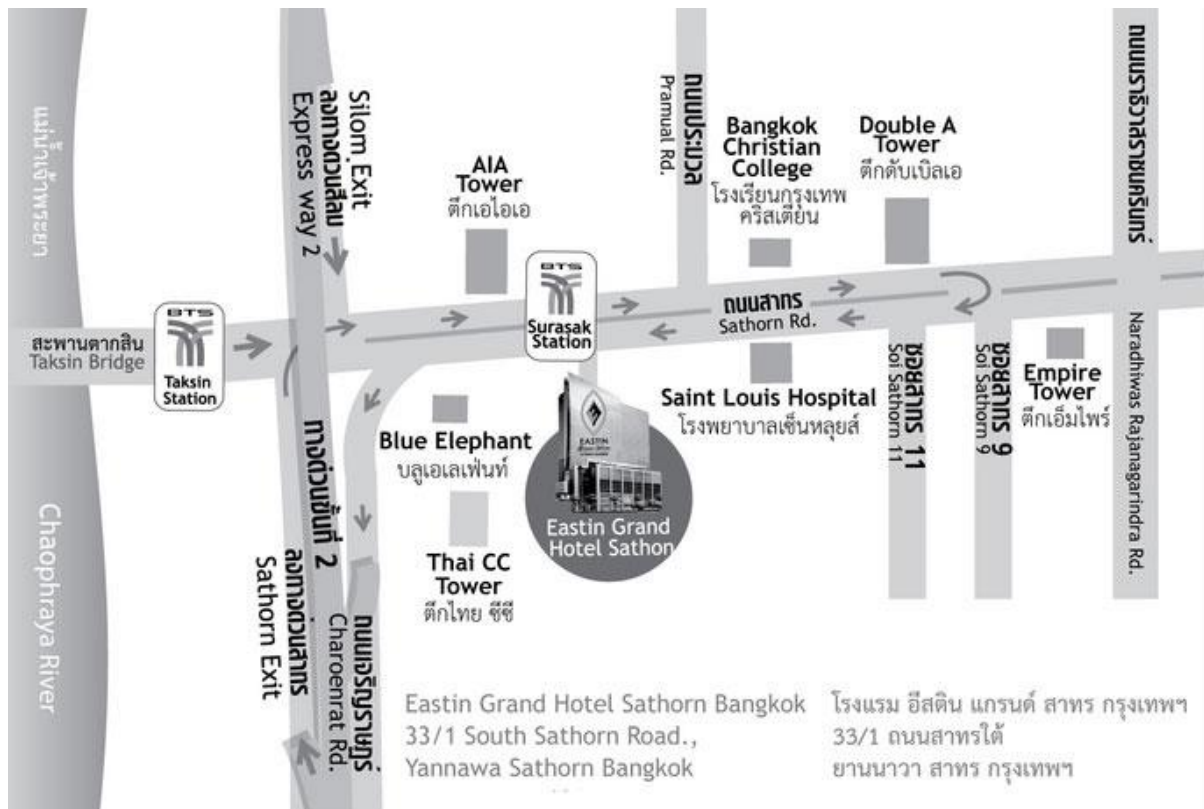 แม่น้ำเจ้าพระยา
Chaophraya River
สะพานตากสิน
Taksin Bridge
BTS
Taksin
Station
Silom Exit
ลงทางด่วนสีลม
Express way 2
ทางด่วนขั้นที่ 2
ลงทางด่วนสาทร
Sathorn Exit
ถนนเจริญราษฎร์
Charoenrat Rd.
AIA
Tower
ตึกเอไอเอ
BTS
Surasak
Station
Blue Elephant
บลูเอเลเฟ่นท์
Thai CC
Tower
ตึกไทย ซีซี
EASTIN
Eastin Grand
Hotel Sathon
ถนนประมวล
Pramual Rd.
Bangkok
Christian
College
โรงเรียนกรุงเทพ
คริสเตียน
Double A
Tower
ตึกดับเบิลเอ
ถนนสาทร
Sathorn Rd.
Saint Louis Hospital
โรงพยาบาลเซ็นหลุยส์
ซอยสาทร 11
Soi Sathorn 11
ซอยสาทร 9
Soi Sathorn 9
Empire
Tower
ตึกเอ็มไพร์
ถนนนราธิวาสราชนครินทร์
Naradhiwas Rajanagarindra Rd.
Eastin Grand Hotel Sathorn Bangkok
33/1 South Sathorn Road.,
Yannawa Sathorn Bangkok
โรงแรม อีสติน แกรนด์ สาทร กรุงเทพฯ
33/1 ถนนสาทรใต้
ยานนาวา สาทร กรุงเทพฯ